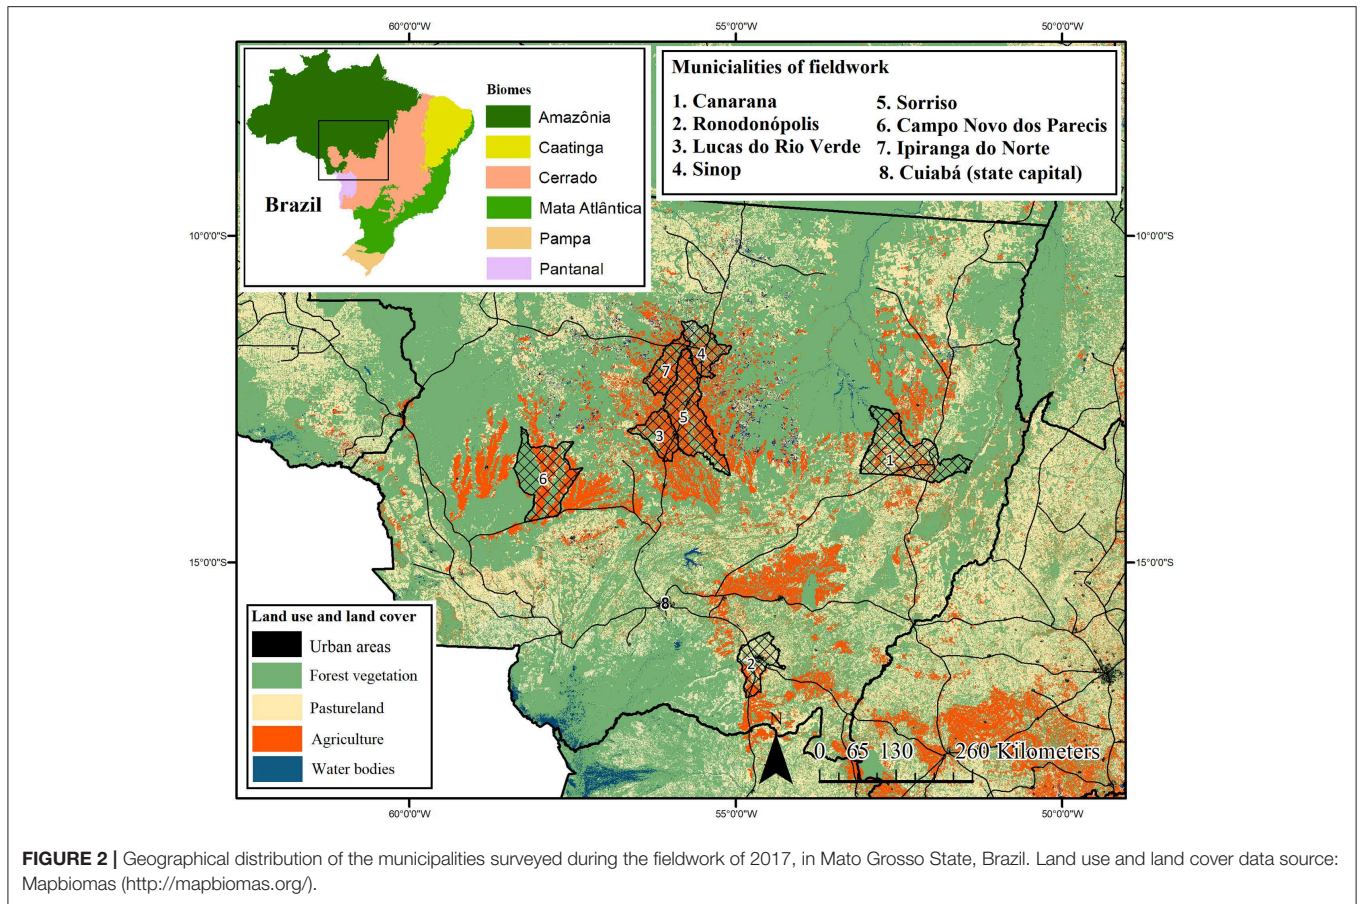 60°0'0"W
55°0'0"W
50°0'0"W
Biomes
Amazônia
Caatinga
Cerrado
Mata Atlântica
Pampa
Pantanal
Brazil
Municialities of fieldwork
1. Canarana
2. Ronodonópolis
3. Lucas do Rio Verde
4. Sinop
5. Sorriso
6. Campo Novo dos Parecis
7. Ipiranga do Norte
8. Cuiabá (state capital)
10°0'0"S
10°0'0"S
4
7
5
3
1
6
15°0'0"S
15°0'0"S
8
2
Land use and land cover
Urban areas
Forest vegetation
Pastureland
Agriculture
Water bodies
N
0 65 130 260 Kilometers
60°0'0"W
55°0'0"W
50°0'0"W
FIGURE 2 | Geographical distribution of the municipalities surveyed during the fieldwork of 2017, in Mato Grosso State, Brazil. Land use and land cover data source:
Mapbiomas (http://mapbiomas.org/).